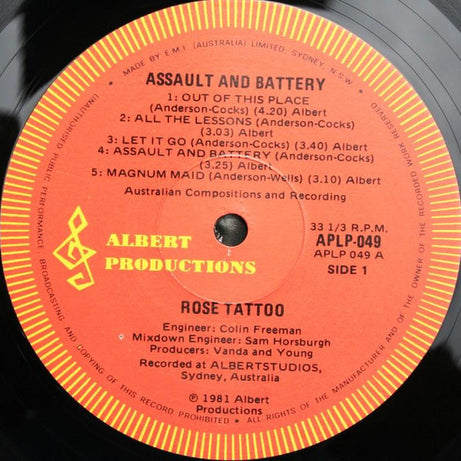 • MADE BY E.M.I. (AUSTRALIA) LIMITED, SYDNEY, N.S.W. •
ASSAULT AND BATTERY
1: OUT OF THIS PLACE
(Anderson-Cocks) (4.20) Albert
2: ALL THE LESSONS (Anderson-Cocks)
(3.03) Albert
3: LET IT GO (Anderson-Cocks) (3.40) Albert
4: ASSAULT AND BATTERY (Anderson-Cocks)
(3.25) Albert
5: MAGNUM MAID (Anderson-Wells) (3.10) Albert
Australian Compositions and Recording
33 1/3 R.P.M.
APLP-049
APLP 049 A
SIDE 1
ALBERT
PRODUCTIONS
ROSE TATTOO
Engineer: Colin Freeman
Mixdown Engineer: Sam Horsburgh
Producers: Vanda and Young
Recorded at ALBERTSTUDIOS,
Sydney, Australia
℗ 1981 Albert
Productions
(UNAUTHORISED PUBLIC PERFORMANCE BROADCASTING AND COPYING OF THIS RECORD PROHIBITED • ALL RIGHTS OF THE MANUFACTURER AND OF THE OWNER OF THE RECORDED WORK RESERVED)